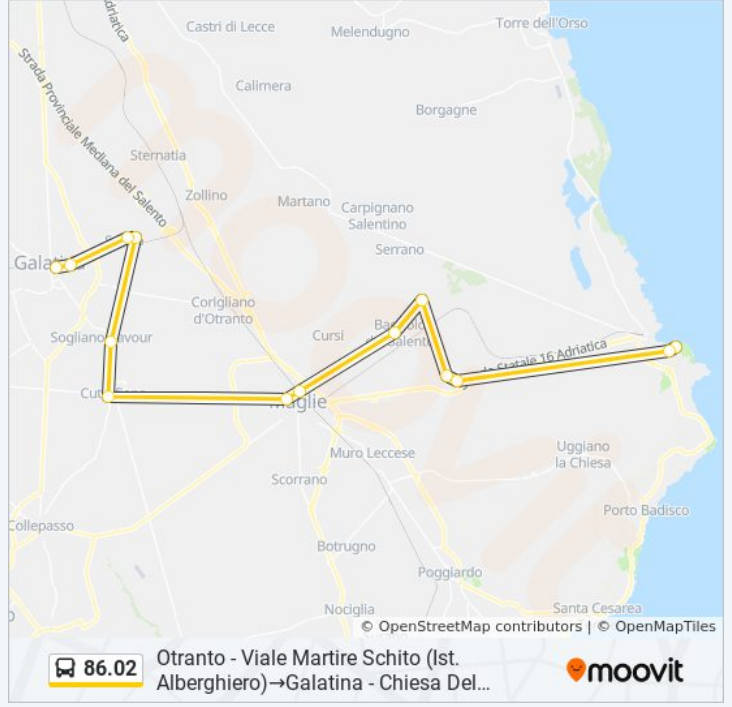 Castri di Lecce
Torre dell'Orso
Melendugno
Adriatica
Strada Provinciale Mediana del Salento
Calimera
Borgagne
Sternatia
Zollino
Martano
Carpignano
Salentino
Serrano
Galatina
Corigliano
d'Otranto
Cursi
Sogliano Cavour
Statale 16 Adriatica
Maglie
Muro Leccese
Uggiano
la Chiesa
Scorrano
Porto Badisco
Collepasso
Botrugno
Poggiardo
Nociglia
Santa Cesarea
© OpenStreetMap contributors | © OpenMapTiles
86.02
Otranto - Viale Martire Schito (Ist.
Alberghiero)→Galatina - Chiesa Del…
moovit